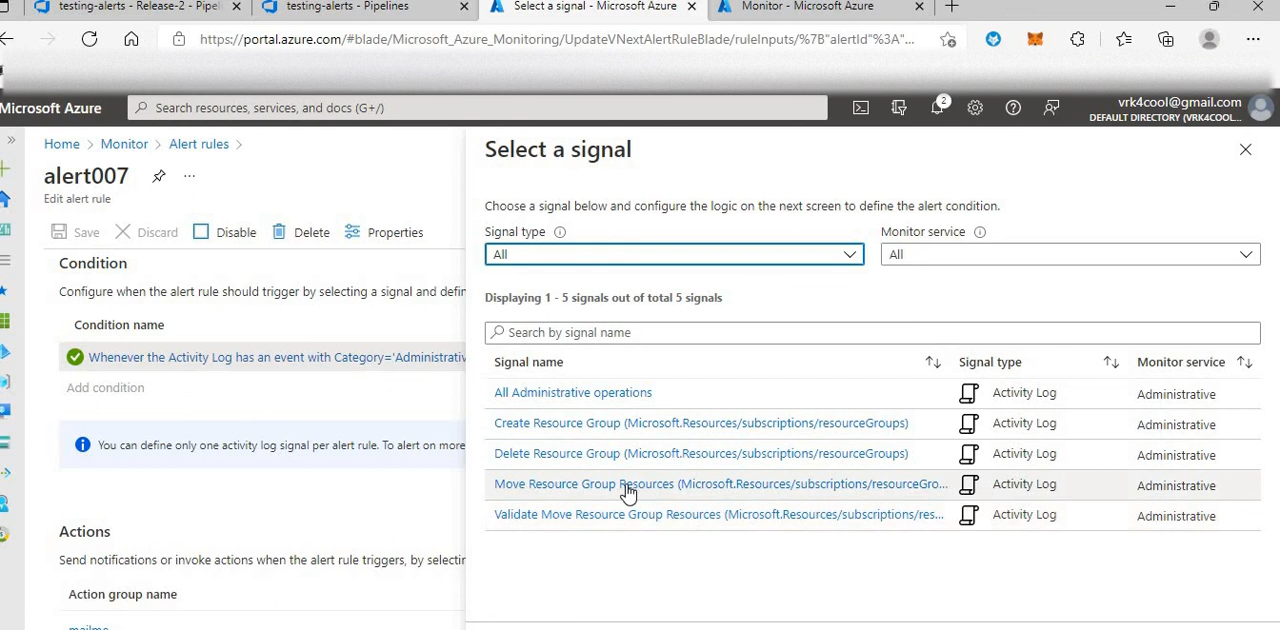 testing-alerts - Release-2 - Pipel
testing-alerts - Pipelines
Select a signal - Microsoft Azure
Monitor - Microsoft Azure
https://portal.azure.com/#blade/Microsoft_Azure_Monitoring/UpdateVNextAlertRuleBlade/ruleInputs/%7B"alertId"%3A"...
Microsoft Azure
Search resources, services, and docs (G+/)
2
vrk4cool@gmail.com
DEFAULT DIRECTORY (VRK4COOL...
Home > Monitor > Alert rules >
alert007
Edit alert rule
Save
Discard
Disable
Delete
Properties
Condition
Configure when the alert rule should trigger by selecting a signal and defin
Condition name
Whenever the Activity Log has an event with Category='Administrativ
Add condition
You can define only one activity log signal per alert rule. To alert on more
Actions
Send notifications or invoke actions when the alert rule triggers, by selectin
Action group name
mailme
Select a signal
Choose a signal below and configure the logic on the next screen to define the alert condition.
Signal type
Monitor service
All
All
Displaying 1 - 5 signals out of total 5 signals
Search by signal name
Signal name
Signal type
Monitor service
All Administrative operations
Activity Log
Administrative
Create Resource Group (Microsoft.Resources/subscriptions/resourceGroups)
Activity Log
Administrative
Delete Resource Group (Microsoft.Resources/subscriptions/resourceGroups)
Activity Log
Administrative
Move Resource Group Resources (Microsoft.Resources/subscriptions/resourceGro...
Activity Log
Administrative
Validate Move Resource Group Resources (Microsoft.Resources/subscriptions/res...
Activity Log
Administrative